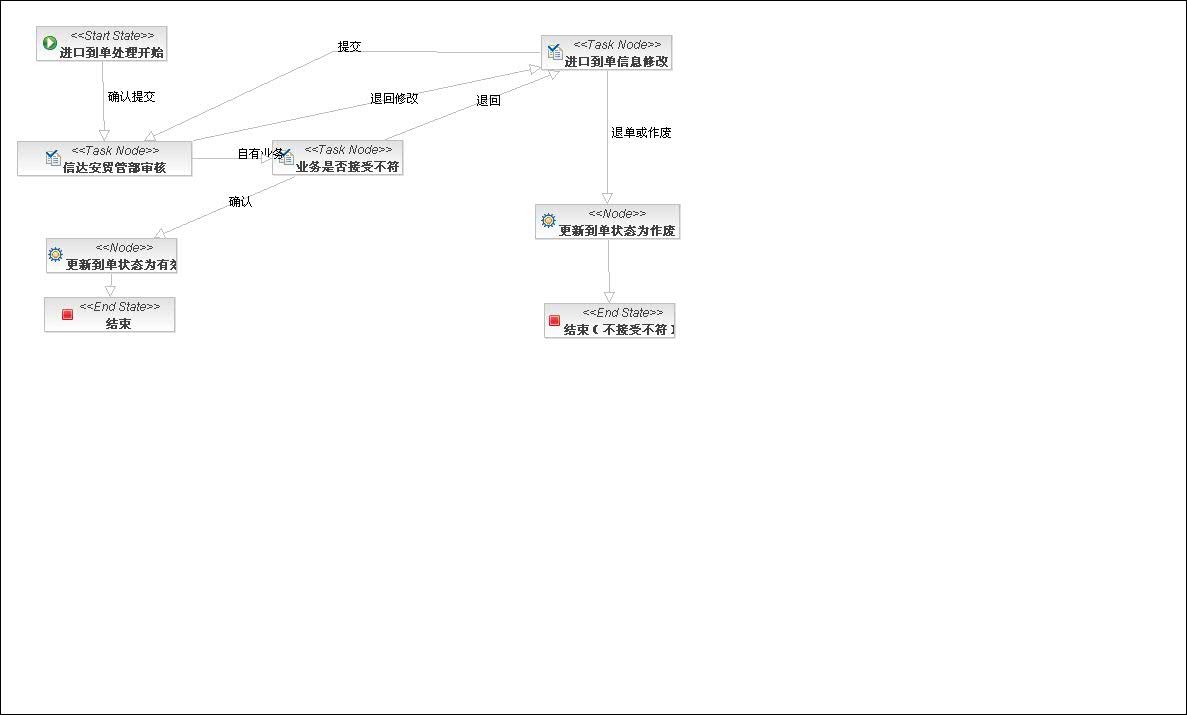 <<Start State>>
进口到单处理开始
提交
<<Task Node>>
进口到单信息修改
确认提交
退回修改
退回
退单或作废
<<Task Node>>
信达安贸管部审核
自有业务
<<Task Node>>
业务是否接受不符
确认
<<Node>>
更新到单状态为作废
<<Node>>
更新到单状态为有效
<<End State>>
结束
<<End State>>
结束（不接受不符）